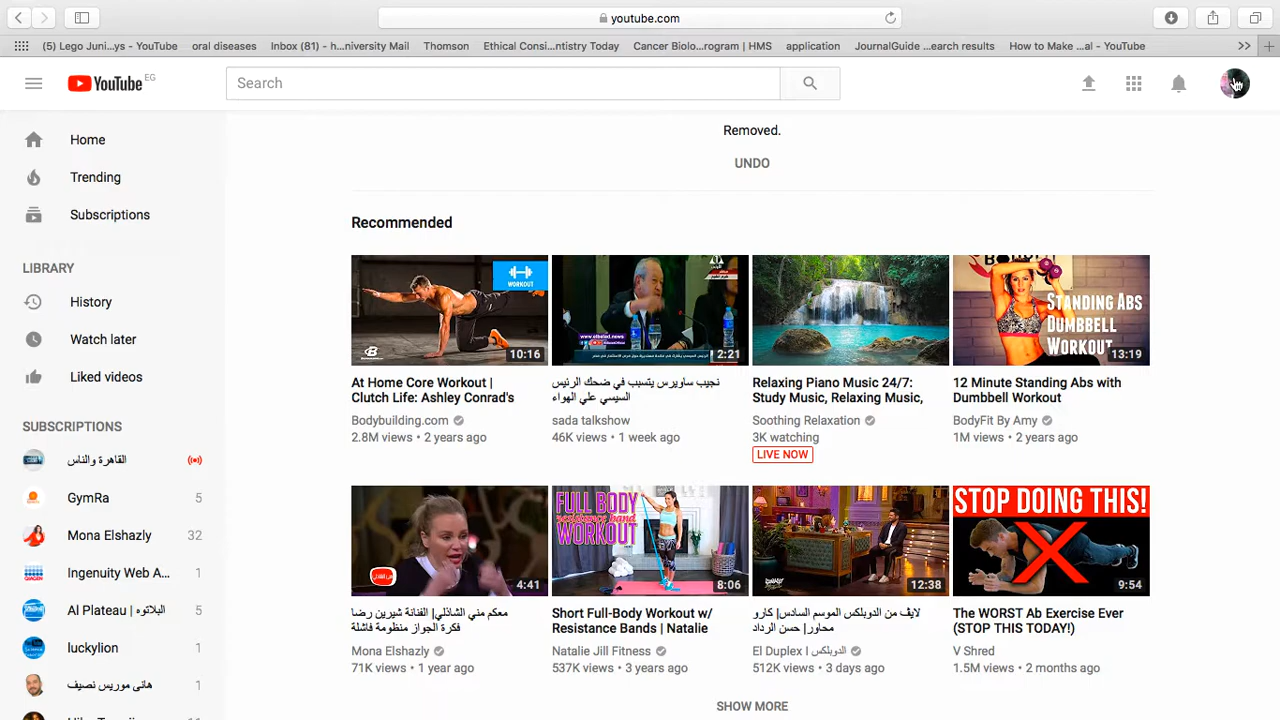 youtube.com
(5) Lego Juni...ys - YouTube oral diseases Inbox (81) - h...niversity Mail Thomson Ethical Consi...ntistry Today Cancer Biolo...rogram | HMS application JournalGuide ...earch results How to Make ...al - YouTube
YouTube EG
Search
Home
Trending
Subscriptions
LIBRARY
History
Watch later
Liked videos
SUBSCRIPTIONS
القاهرة والناس
GymRa 5
Mona Elshazly 32
Ingenuity Web A... 1
Al Plateau | البلاتوه 5
luckylion 1
هانى موريس نصيف 1
Removed.
UNDO
Recommended
WORKOUT
10:16
At Home Core Workout |
Clutch Life: Ashley Conrad's
Bodybuilding.com
2.8M views • 2 years ago
2:21
نجيب ساويرس يتسبب في ضحك الرئيس
السيسي علي الهواء
sada talkshow
46K views • 1 week ago
Relaxing Piano Music 24/7:
Study Music, Relaxing Music,
Soothing Relaxation
3K watching
LIVE NOW
STANDING ABS
DUMBBELL
WORKOUT
13:19
12 Minute Standing Abs with
Dumbbell Workout
BodyFit By Amy
1M views • 2 years ago
4:41
معكم مني الشاذلي| الفنانة شيرين رضا
فكرة الجواز منظومة فاشلة
Mona Elshazly
71K views • 1 year ago
FULL BODY
resistance band
WORKOUT
8:06
Short Full-Body Workout w/
Resistance Bands | Natalie
Natalie Jill Fitness
537K views • 3 years ago
12:38
لايف من الدوبلكس الموسم السادس| كارو
محاور| حسن الرداد
El Duplex | الدوبلكس
512K views • 3 days ago
STOP DOING THIS!
9:54
The WORST Ab Exercise Ever
(STOP THIS TODAY!)
V Shred
1.5M views • 2 months ago
SHOW MORE